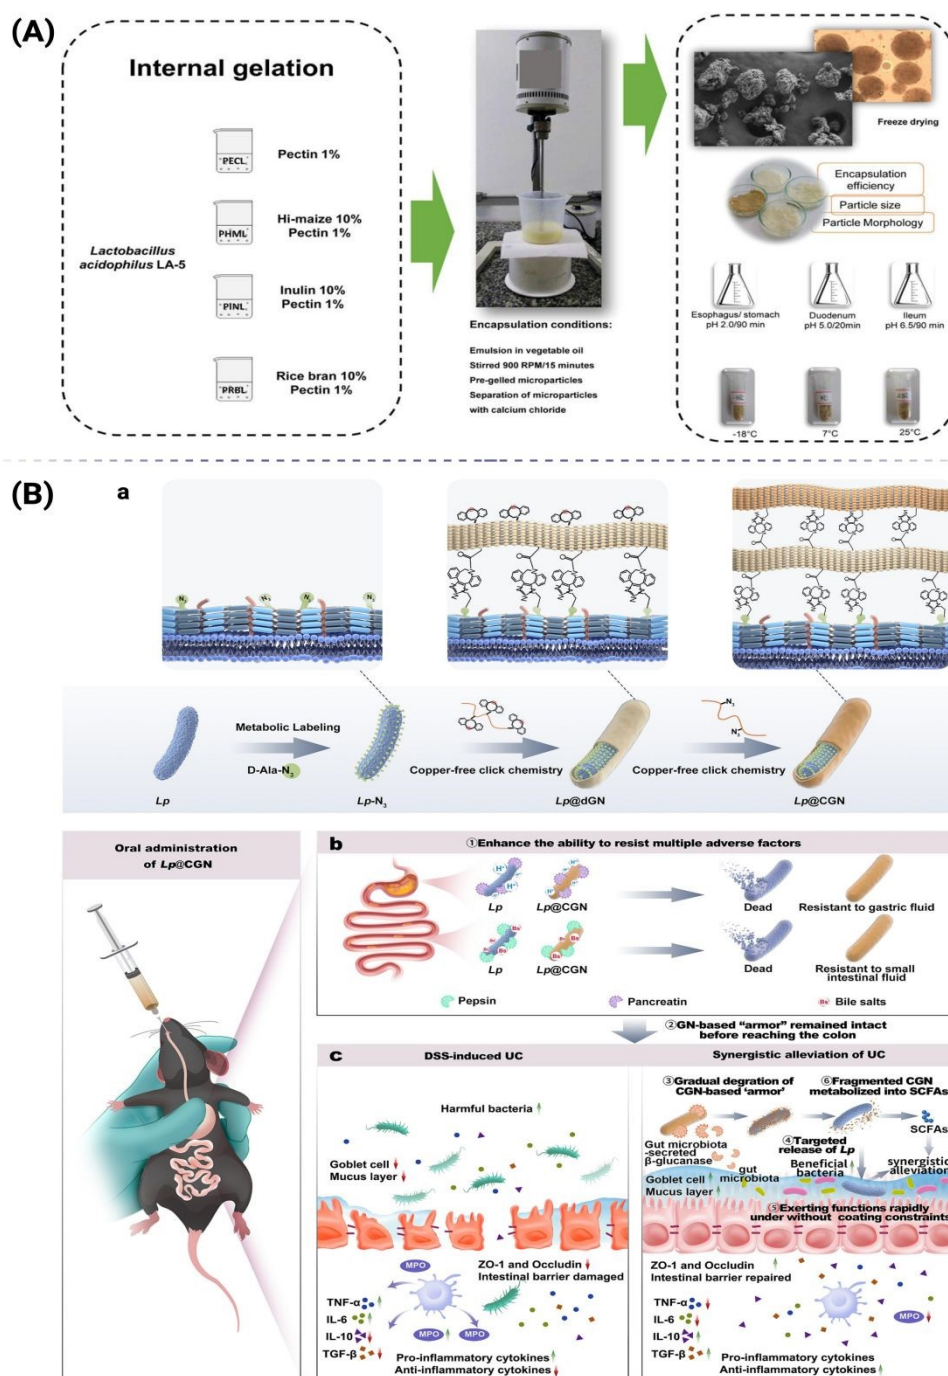 (A)
Internal gelation
PECL
Pectin 1%
PHML
Hi-maize 10%
Pectin 1%
Lactobacillus
acidophilus LA-5
PINL
Inulin 10%
Pectin 1%
PRBL
Rice bran 10%
Pectin 1%
Encapsulation conditions:
Emulsion in vegetable oil
Stirred 900 RPM/15 minutes
Pre-gelled microparticles
Separation of microparticles
with calcium chloride
Freeze drying
Encapsulation
efficiency
Particle size
Particle Morphology
Esophagus/ stomach
pH 2.0/90 min
Duodenum
pH 5.0/20min
Ileum
pH 6.5/90 min
-18°C
7°C
25°C
(B)
a
N3 N3 N3 N3
Metabolic Labeling
D-Ala-N3
Copper-free click chemistry
N3
N3
Copper-free click chemistry
Lp
Lp-N3
Lp@dGN
Lp@CGN
Oral administration
of Lp@CGN
b
①Enhance the ability to resist multiple adverse factors
H+ H+
Lp
Lp@CGN
Dead
Resistant to gastric fluid
Bs Bs
Lp
Lp@CGN
Dead
Resistant to small
intestinal fluid
Pepsin
Pancreatin
Bs Bile salts
②GN-based “armor” remained intact
before reaching the colon
c
DSS-induced UC
Harmful bacteria
Goblet cell
Mucus layer
ZO-1 and Occludin
Intestinal barrier damaged
MPO
MPO
MPO
TNF-α
IL-6
IL-10
TGF-β
Pro-inflammatory cytokines
Anti-inflammatory cytokines
Synergistic alleviation of UC
③Gradual degration of
CGN-based ‘armor’
⑥Fragmented CGN
metabolized into SCFAs
SCFAs
Gut microbiota
-secreted
β-glucanase
④Targeted
release of Lp
gut
microbiota
Beneficial
bacteria
synergistic
alleviation
Goblet cell
Mucus layer
⑤Exerting functions rapidly
under without coating constraints
ZO-1 and Occludin
Intestinal barrier repaired
TNF-α
IL-6
IL-10
TGF-β
MPO
Pro-inflammatory cytokines
Anti-inflammatory cytokines